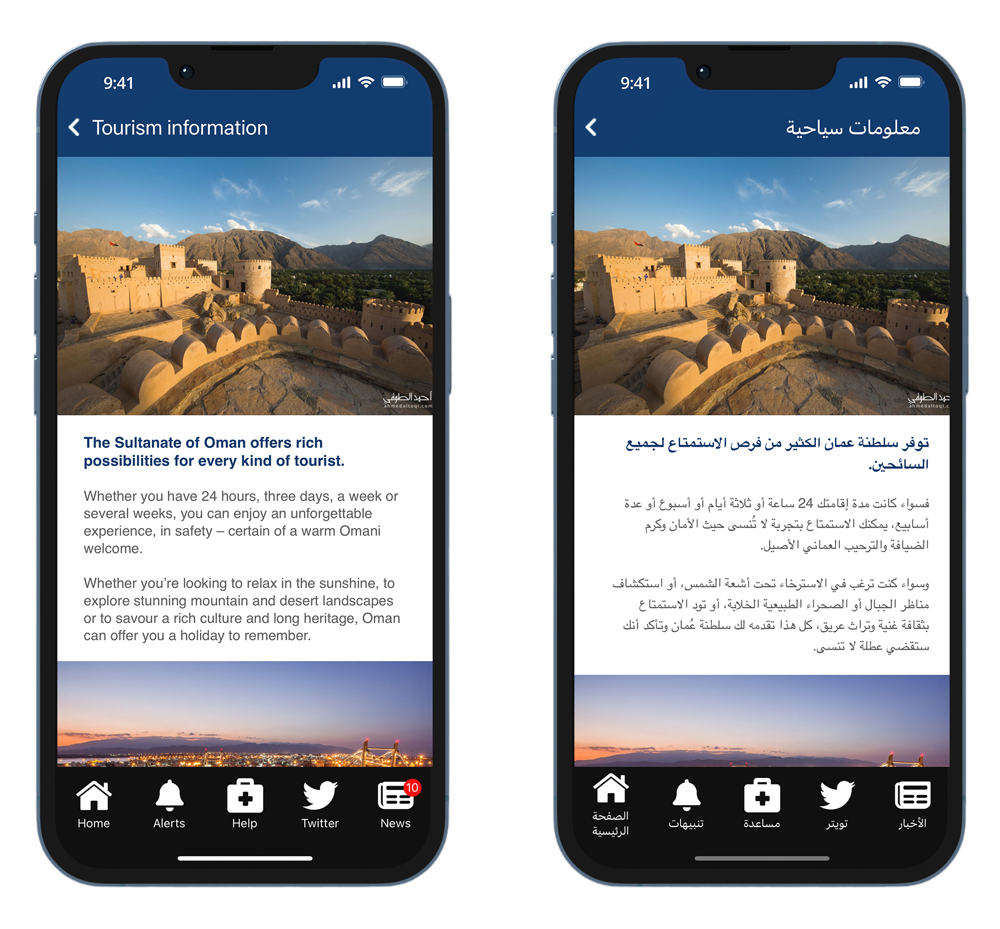 9:41
Tourism information
أحمد الطوقي
ahmedaltoqi.com
The Sultanate of Oman offers rich
possibilities for every kind of tourist.
Whether you have 24 hours, three days, a week or
several weeks, you can enjoy an unforgettable
experience, in safety – certain of a warm Omani
welcome.
Whether you’re looking to relax in the sunshine, to
explore stunning mountain and desert landscapes
or to savour a rich culture and long heritage, Oman
can offer you a holiday to remember.
10
Home Alerts Help Twitter News
9:41
معلومات سياحية
ahmedaltoqi.c
توفر سلطنة عمان الكثير من فرص الاستمتاع لجميع
السائحين.
فسواء كانت مدة إقامتك 24 ساعة أو ثلاثة أيام أو أسبوع أو عدة
أسابيع، يمكنك الاستمتاع بتجربة لا تُنسى حيث الأمان وكرم
الضيافة والترحيب العماني الأصيل.
وسواء كنت ترغب في الاسترخاء تحت أشعة الشمس، أو استكشاف
مناظر الجبال أو الصحراء الطبيعية الخلابة، أو تود الاستمتاع
بثقافة غنية وتراث عريق، كل هذا تقدمه لك سلطنة عُمان وتأكد أنك
ستقضي عطلة لا تنسى.
الصفحة
الرئيسية
تنبيهات
مساعدة
تويتر
الأخبار